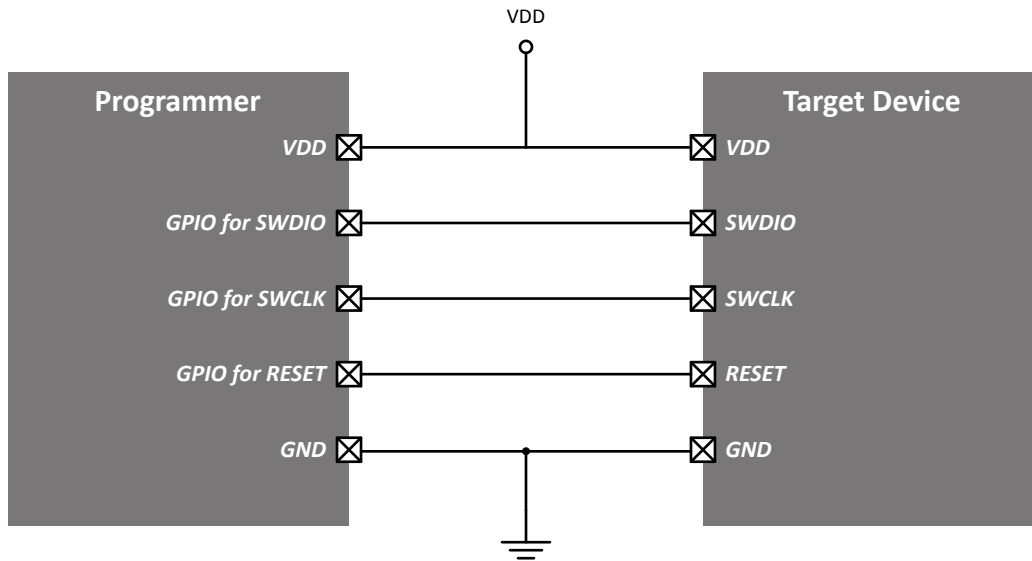 VDD
Programmer
Target Device
VDD
VDD
GPIO for SWDIO
SWDIO
GPIO for SWCLK
SWCLK
GPIO for RESET
RESET
GND
GND